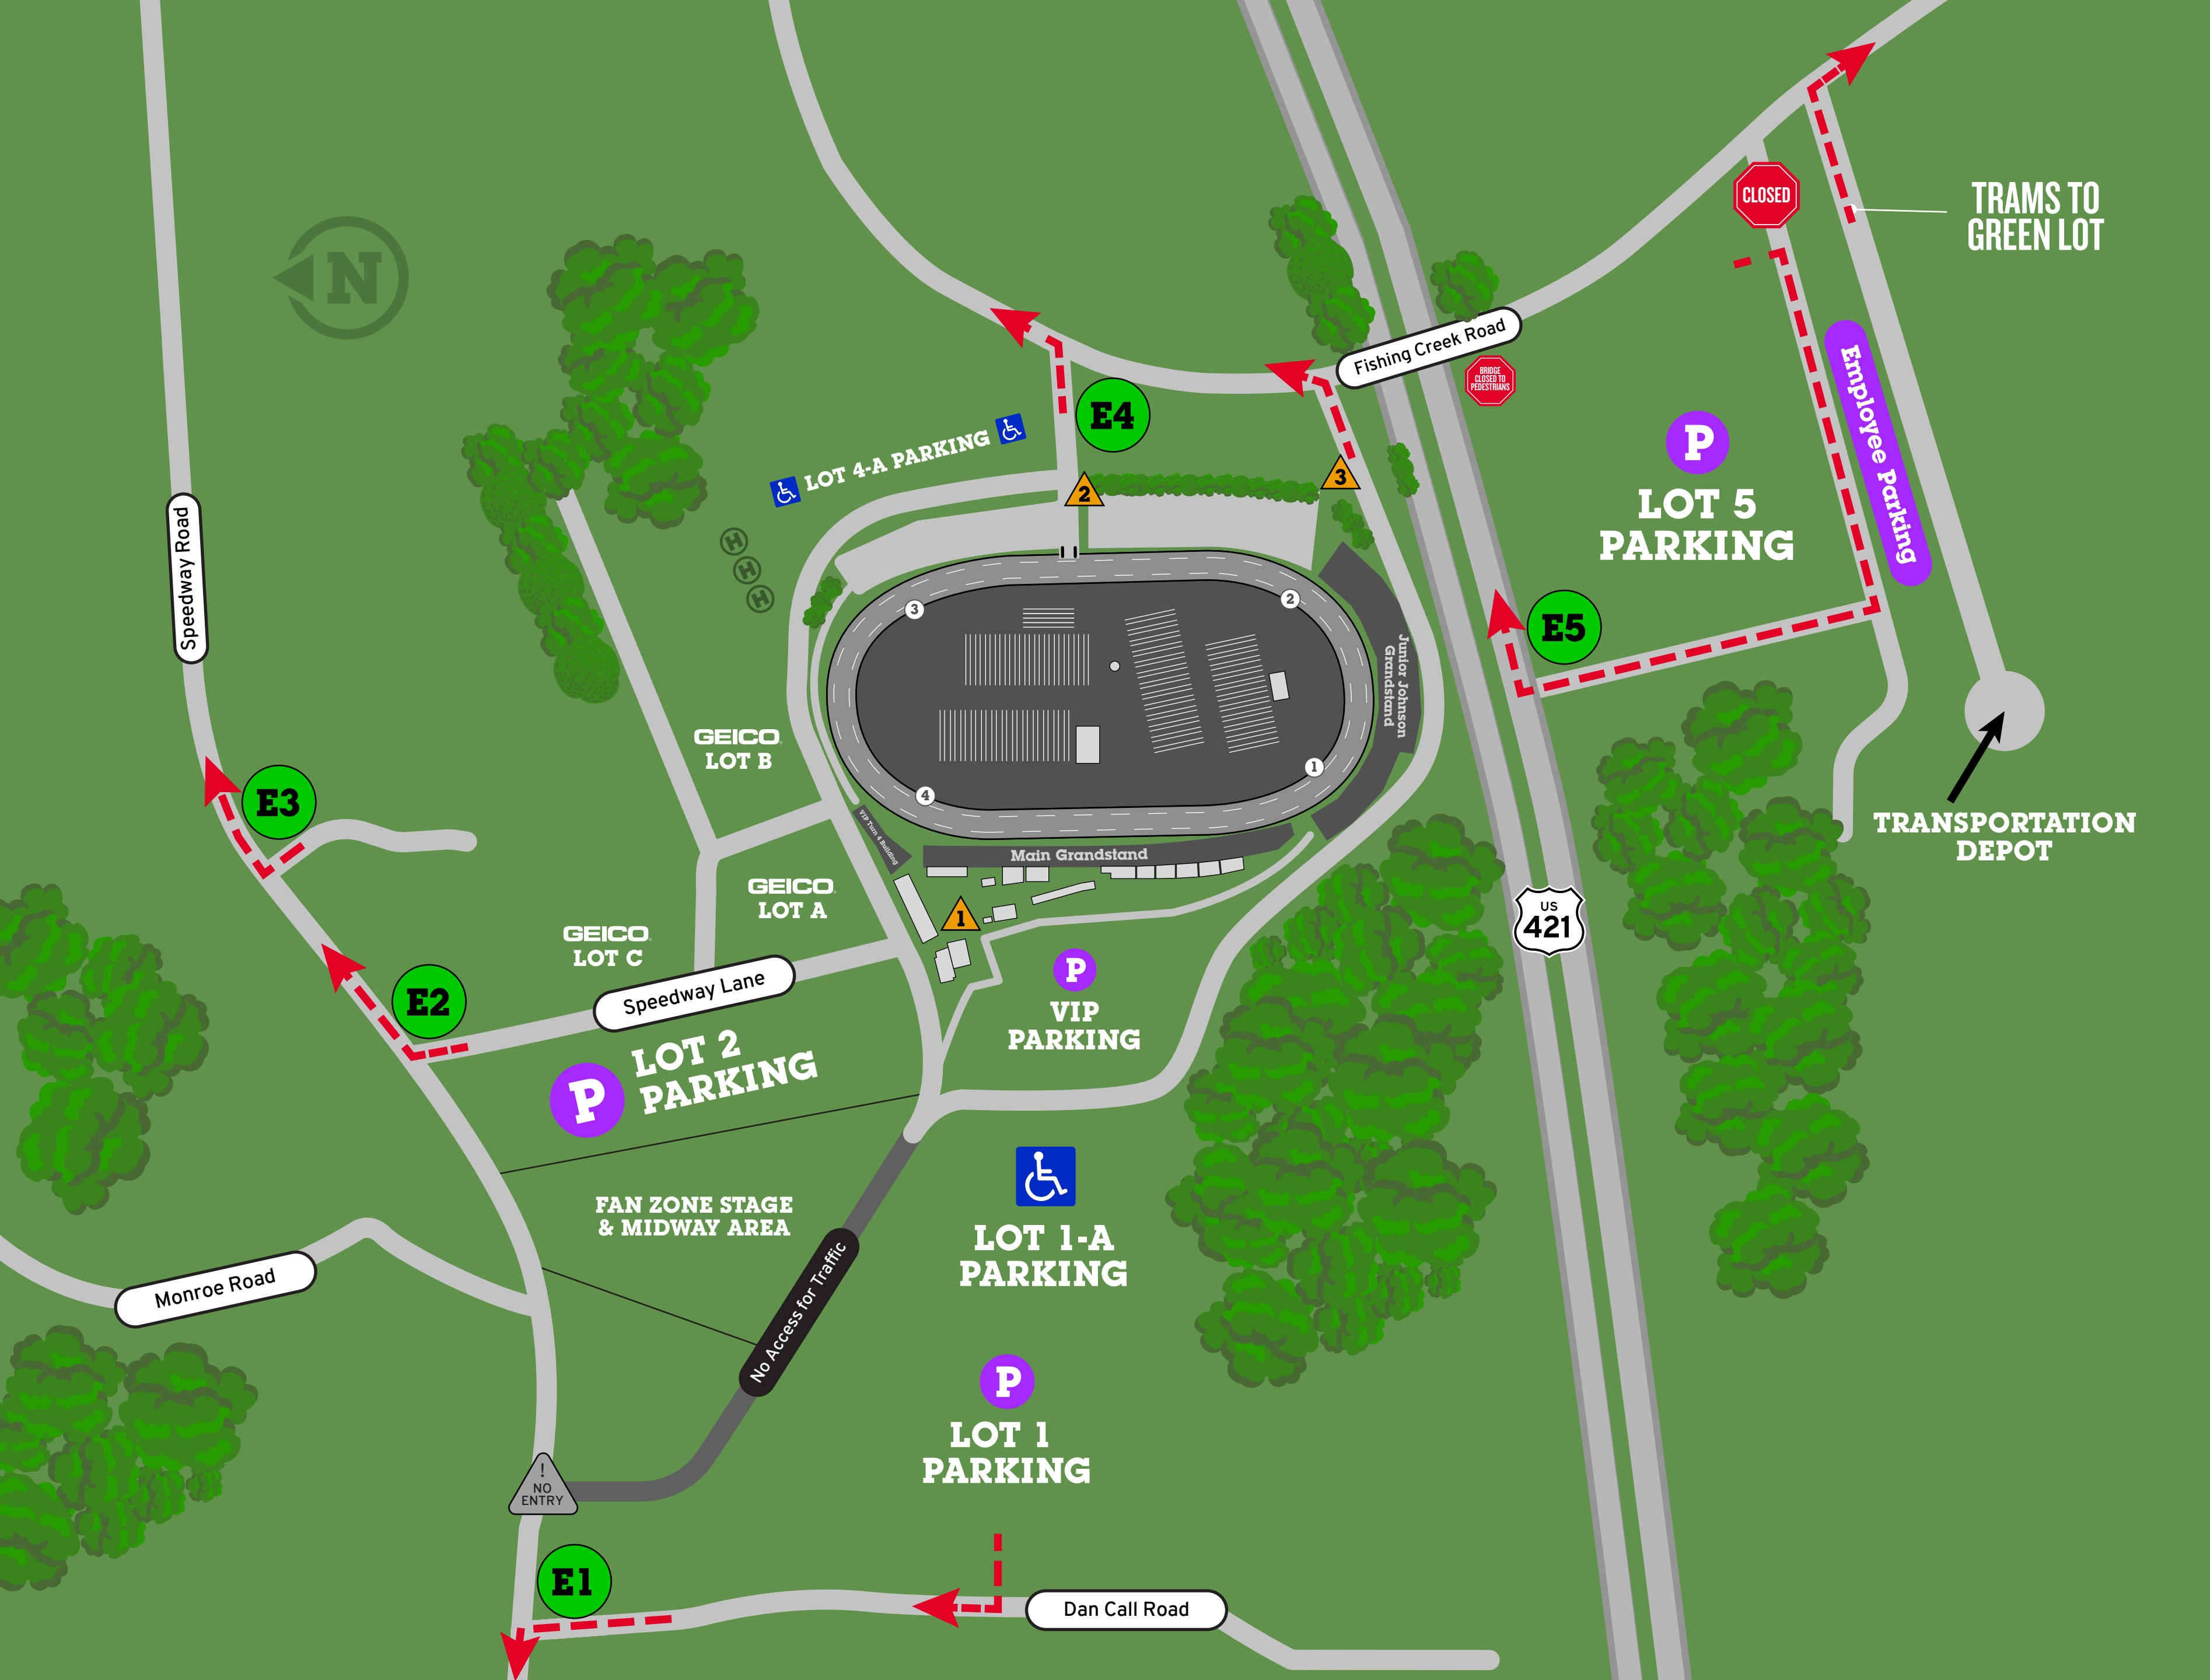 CLOSED
TRAMS TO
GREEN LOT
N
Fishing Creek Road
BRIDGE
CLOSED TO
PEDESTRIANS
Employee Parking
E4
LOT 4-A PARKING
P
LOT 5
PARKING
2
3
H
H
H
Speedway Road
3
2
E5
Junior Johnson
Grandstand
GEICO
LOT B
1
4
E3
VIP Turn 4 Building
Main Grandstand
TRANSPORTATION
DEPOT
GEICO
LOT A
1
US
421
GEICO
LOT C
Speedway Lane
P
VIP
PARKING
E2
LOT 2
PARKING
P
FAN ZONE STAGE
& MIDWAY AREA
LOT 1-A
PARKING
Monroe Road
No Access for Traffic
P
LOT 1
PARKING
!
NO
ENTRY
E1
Dan Call Road